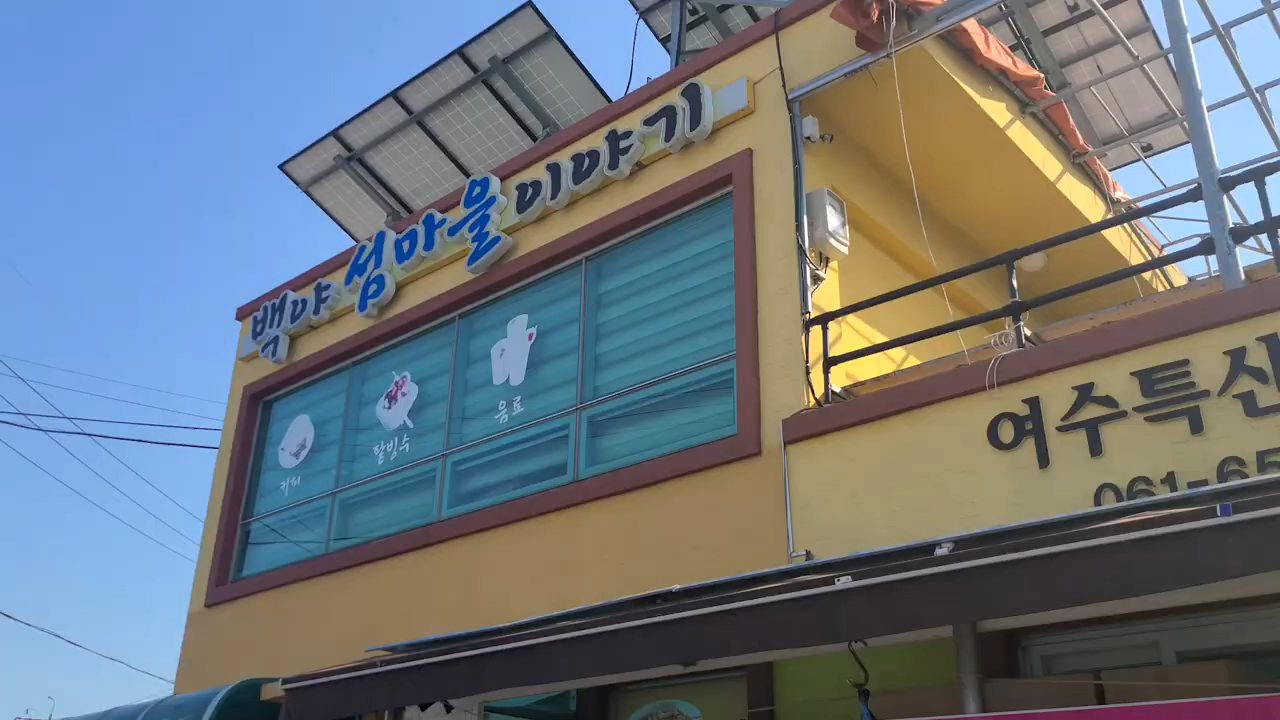 백야 섬마을 이야기
커피
팥빙수
음료
여수특산
061-65